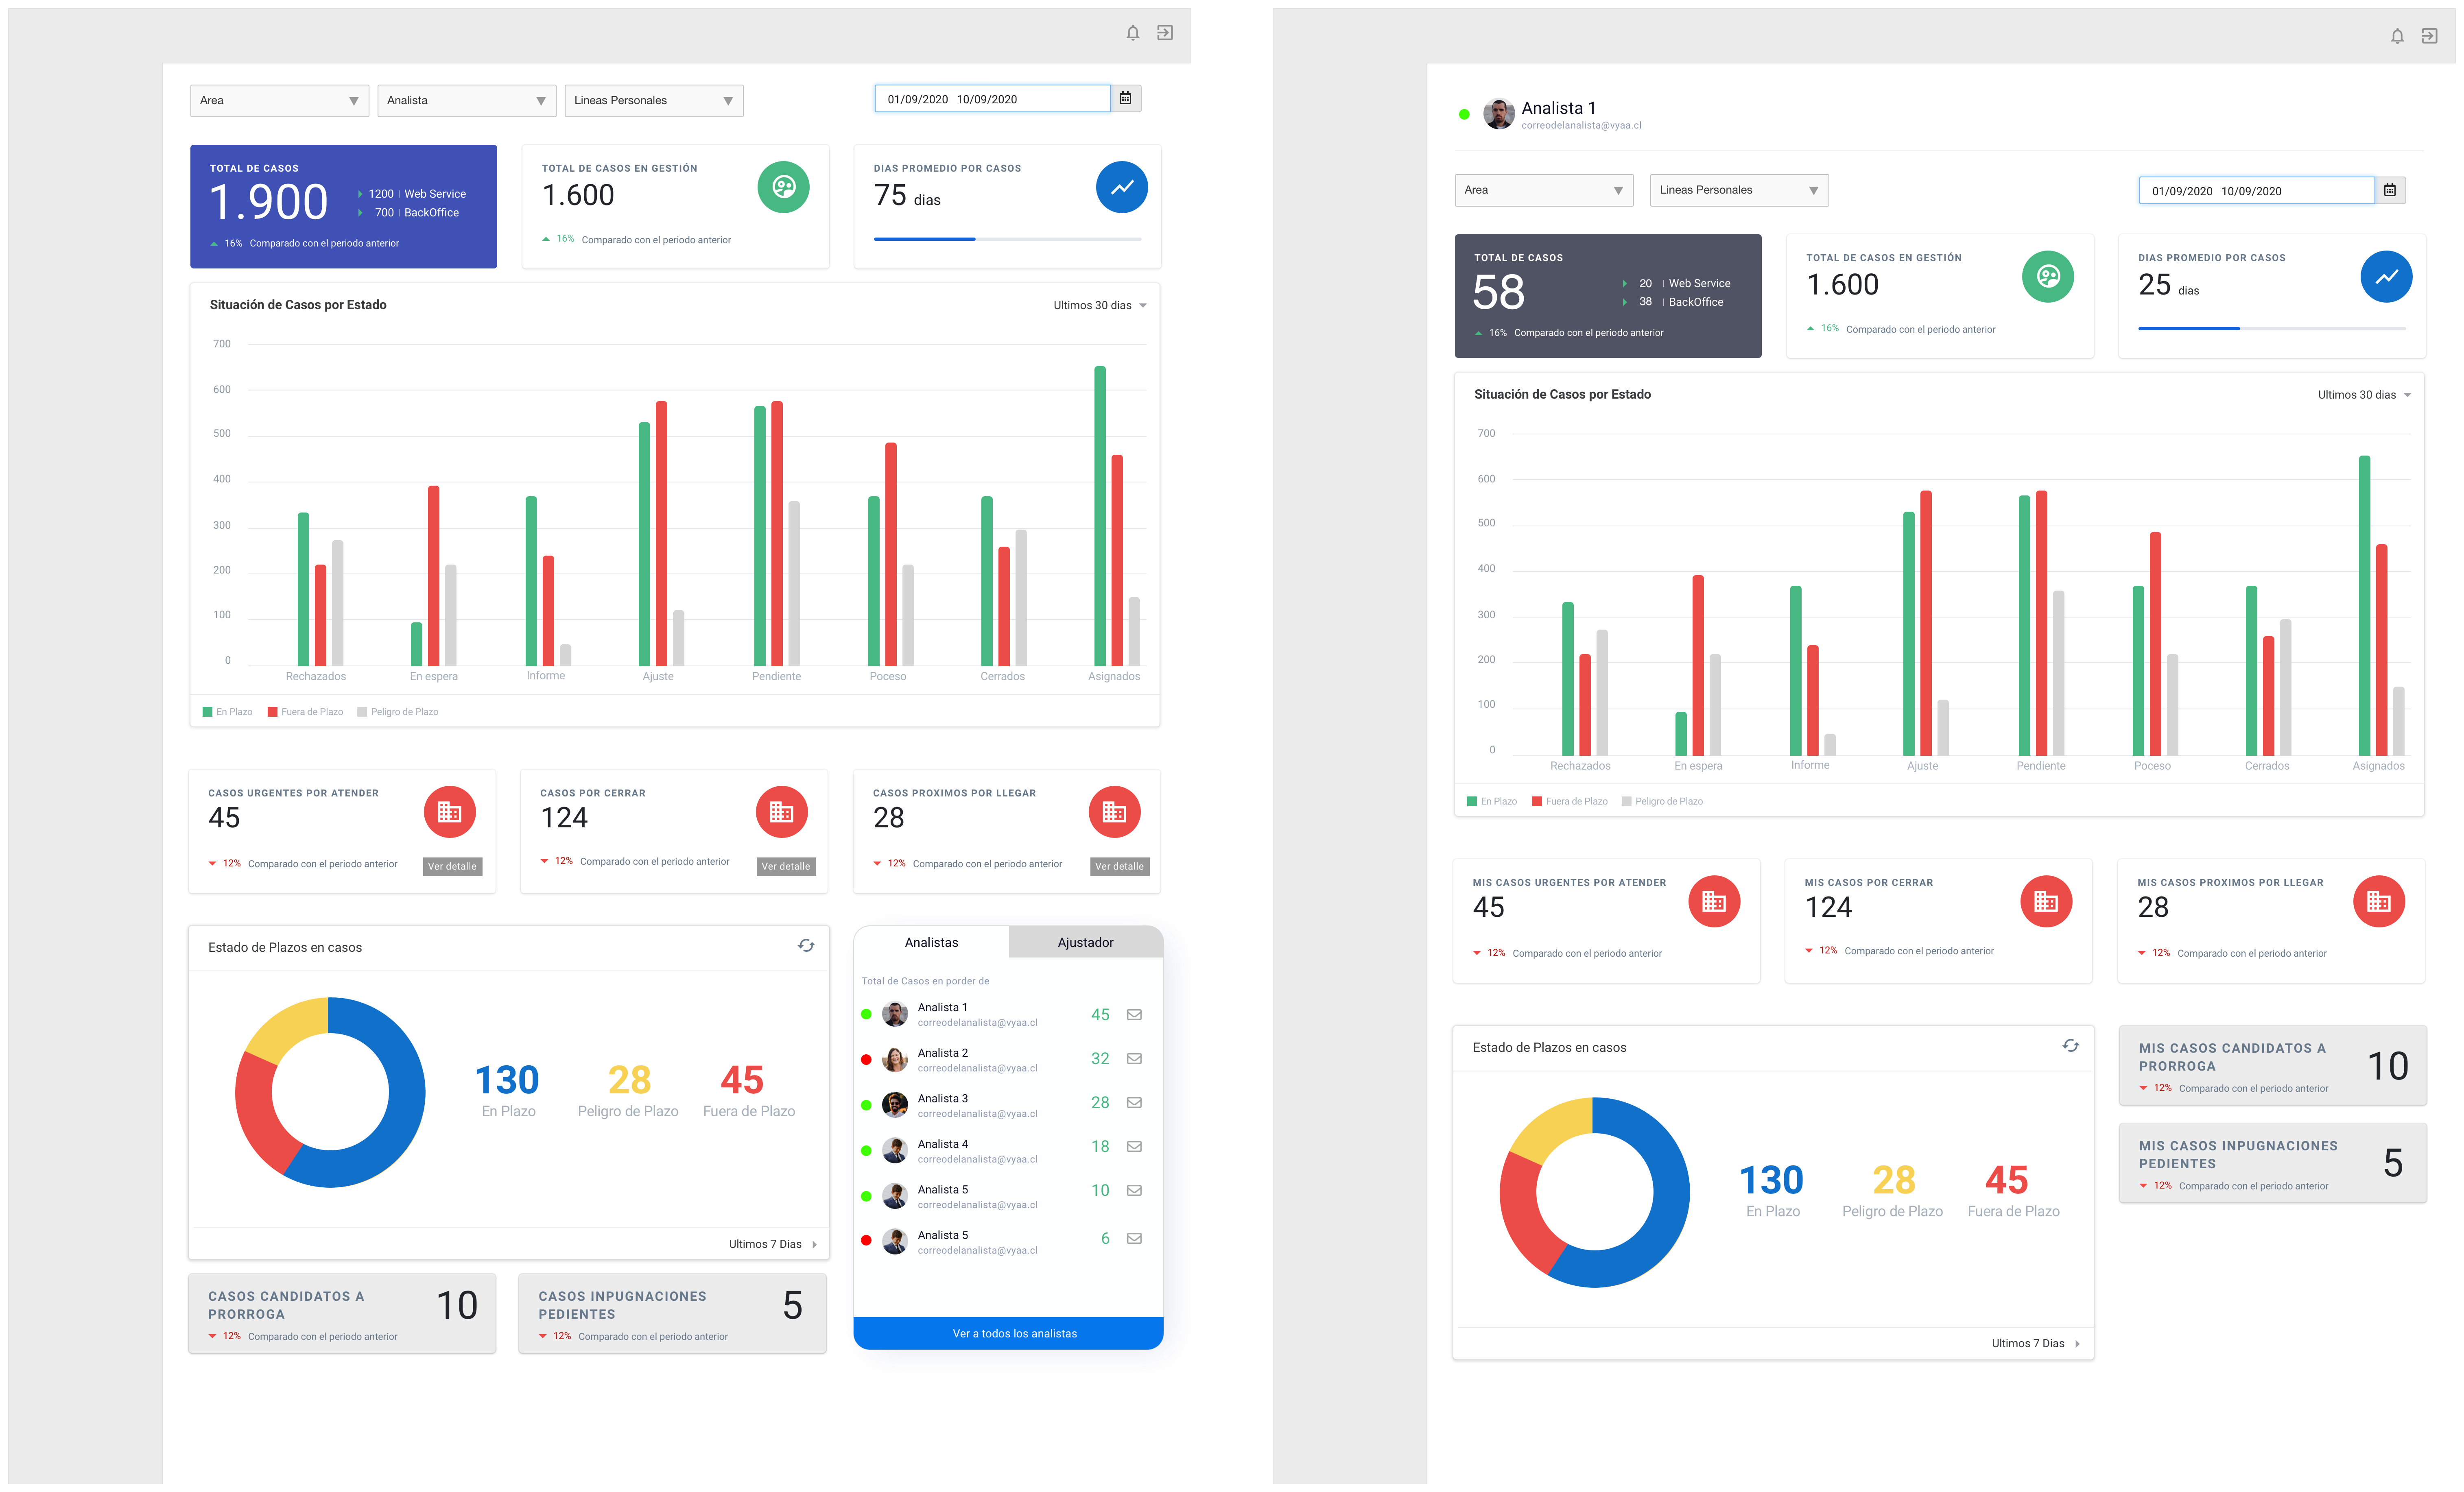 Area
Analista
Lineas Personales
01/09/2020 10/09/2020
TOTAL DE CASOS
1.900
1200 | Web Service
700 | BackOffice
16% Comparado con el periodo anterior
TOTAL DE CASOS EN GESTIÓN
1.600
16% Comparado con el periodo anterior
DIAS PROMEDIO POR CASOS
75 dias
Situación de Casos por Estado
Ultimos 30 dias
700
600
500
400
300
200
100
0
Rechazados
En espera
Informe
Ajuste
Pendiente
Poceso
Cerrados
Asignados
En Plazo
Fuera de Plazo
Peligro de Plazo
CASOS URGENTES POR ATENDER
45
12% Comparado con el periodo anterior
Ver detalle
CASOS POR CERRAR
124
12% Comparado con el periodo anterior
Ver detalle
CASOS PROXIMOS POR LLEGAR
28
12% Comparado con el periodo anterior
Ver detalle
Estado de Plazos en casos
130
En Plazo
28
Peligro de Plazo
45
Fuera de Plazo
Ultimos 7 Dias
CASOS CANDIDATOS A
PRORROGA
10
12% Comparado con el periodo anterior
CASOS INPUGNACIONES
PEDIENTES
5
12% Comparado con el periodo anterior
Analistas
Ajustador
Total de Casos en porder de
Analista 1
correodelanalista@vyaa.cl
45
Analista 2
correodelanalista@vyaa.cl
32
Analista 3
correodelanalista@vyaa.cl
28
Analista 4
correodelanalista@vyaa.cl
18
Analista 5
correodelanalista@vyaa.cl
10
Analista 5
correodelanalista@vyaa.cl
6
Ver a todos los analistas
Analista 1
correodelanalista@vyaa.cl
Area
Lineas Personales
01/09/2020 10/09/2020
TOTAL DE CASOS
58
20 | Web Service
38 | BackOffice
16% Comparado con el periodo anterior
TOTAL DE CASOS EN GESTIÓN
1.600
16% Comparado con el periodo anterior
DIAS PROMEDIO POR CASOS
25 dias
Situación de Casos por Estado
Ultimos 30 dias
700
600
500
400
300
200
100
0
Rechazados
En espera
Informe
Ajuste
Pendiente
Poceso
Cerrados
Asignados
En Plazo
Fuera de Plazo
Peligro de Plazo
MIS CASOS URGENTES POR ATENDER
45
12% Comparado con el periodo anterior
MIS CASOS POR CERRAR
124
12% Comparado con el periodo anterior
MIS CASOS PROXIMOS POR LLEGAR
28
12% Comparado con el periodo anterior
Estado de Plazos en casos
130
En Plazo
28
Peligro de Plazo
45
Fuera de Plazo
Ultimos 7 Dias
MIS CASOS CANDIDATOS A
PRORROGA
10
12% Comparado con el periodo anterior
MIS CASOS INPUGNACIONES
PEDIENTES
5
12% Comparado con el periodo anterior